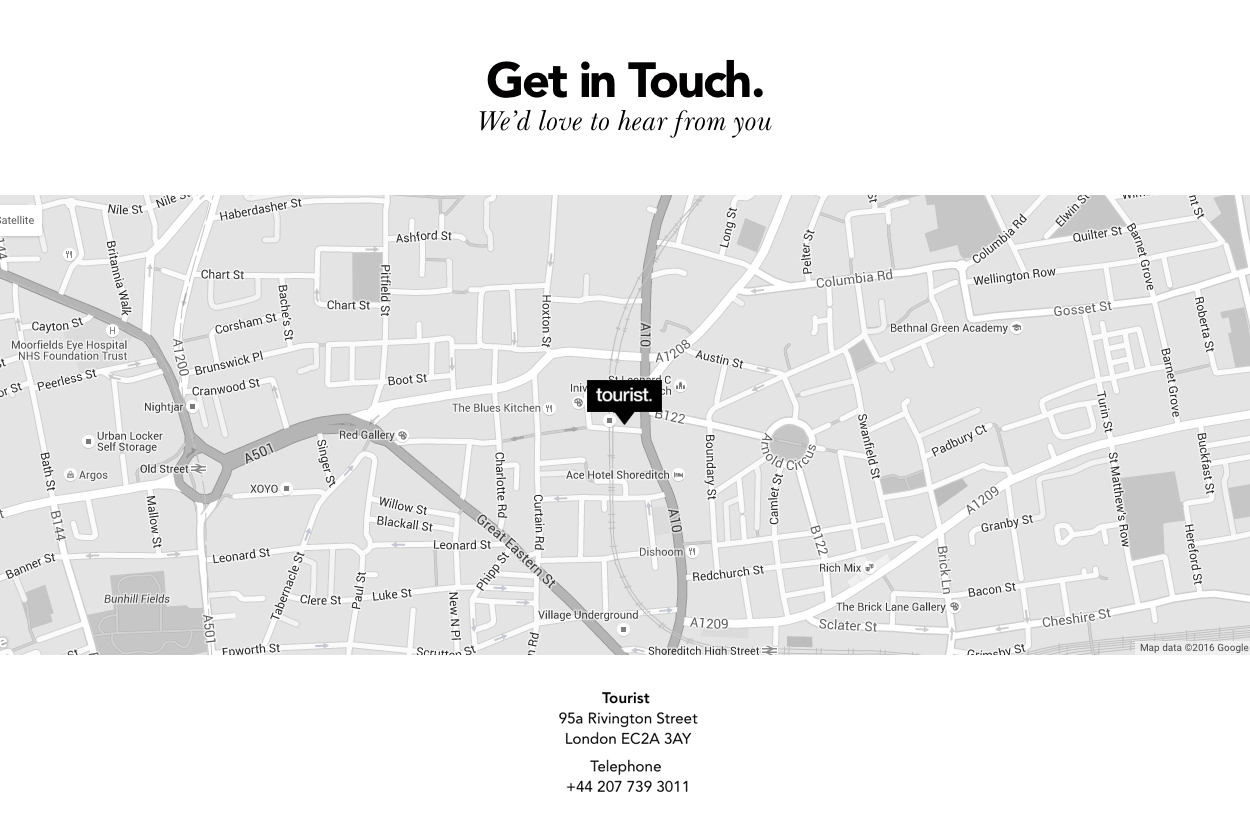 Get in Touch.
We'd love to hear from you
Nile St
Nile St
Haberdasher St
Satellite
Ashford St
Long St
Pelter St
Columbia Rd
Elwin St
Quilter St
Barnet Grove
Britannia Walk
Chart St
Pitfield St
Columbia Rd
Wellington Row
Gosset St
Chart St
Bache's St
Hoxton St
Cayton St
Corsham St
Roberta St
Bethnal Green Academy
Moorfields Eye Hospital
NHS Foundation Trust
A1200
A10
A1208
Brunswick Pl
Austin St
Barnet Grove
Peerless St
Cranwood St
Boot St
St Leonard
tourist.
Nightjar
The Blues Kitchen
B122
Turin St
Urban Locker
Self Storage
Red Gallery
Arnold Circus
Swanfield St
Padbury Ct
Old Street
A501
Singer St
Argos
Bath St
Charlotte Rd
Ace Hotel Shoreditch
Boundary St
Camlet St
St Matthew's Row
Buckfast St
XOYO
A1209
Willow St
Blackall St
Mallow St
B144
Curtain Rd
A10
Granby St
Great Eastern St
Leonard St
Leonard St
Dishoom
B122
Hereford St
Banner St
Phipp St
Redchurch St
Rich Mix
Brick Ln
Bacon St
Tabernacle St
Paul St
Luke St
Clere St
Bunhill Fields
New N Pl
Village Underground
The Brick Lane Gallery
Cheshire St
A501
A1209
Sclater St
Epworth St
Scrutton St
Shoreditch High Street
Grimsby St
Map data ©2016 Google
Tourist
95a Rivington Street
London EC2A 3AY
Telephone
+44 207 739 3011